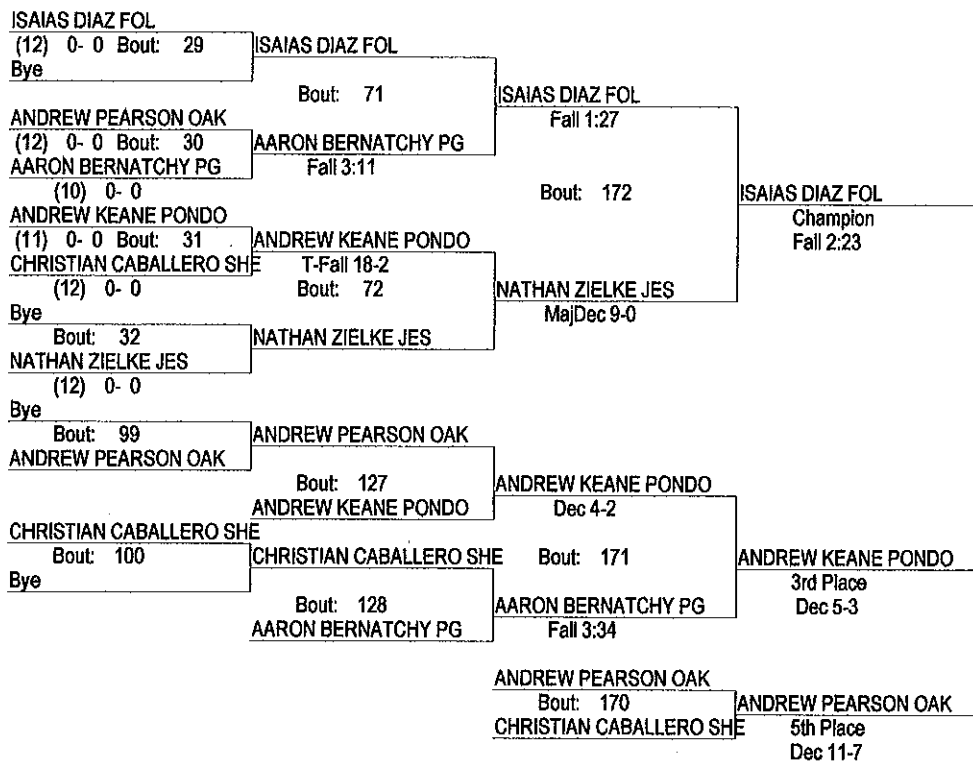 ISAIAS DIAZ FOL
(12) 0- 0 Bout: 29
Bye
ISAIAS DIAZ FOL
Bout: 71
ANDREW PEARSON OAK
(12) 0- 0 Bout: 30
AARON BERNATCHY PG
(10) 0- 0
AARON BERNATCHY PG
Fall 3:11
ISAIAS DIAZ FOL
Fall 1:27
Bout: 172
ISAIAS DIAZ FOL
Champion
Fall 2:23
ANDREW KEANE PONDO
(11) 0- 0 Bout: 31
CHRISTIAN CABALLERO SHE
(12) 0- 0
ANDREW KEANE PONDO
T-Fall 18-2
Bout: 72
Bye
Bout: 32
NATHAN ZIELKE JES
(12) 0- 0
NATHAN ZIELKE JES
NATHAN ZIELKE JES
MajDec 9-0
Bye
Bout: 99
ANDREW PEARSON OAK
ANDREW PEARSON OAK
Bout: 127
ANDREW KEANE PONDO
ANDREW KEANE PONDO
Dec 4-2
CHRISTIAN CABALLERO SHE
Bout: 100
Bye
CHRISTIAN CABALLERO SHE
Bout: 128
AARON BERNATCHY PG
Bout: 171
AARON BERNATCHY PG
Fall 3:34
ANDREW KEANE PONDO
3rd Place
Dec 5-3
ANDREW PEARSON OAK
Bout: 170
CHRISTIAN CABALLERO SHE
ANDREW PEARSON OAK
5th Place
Dec 11-7